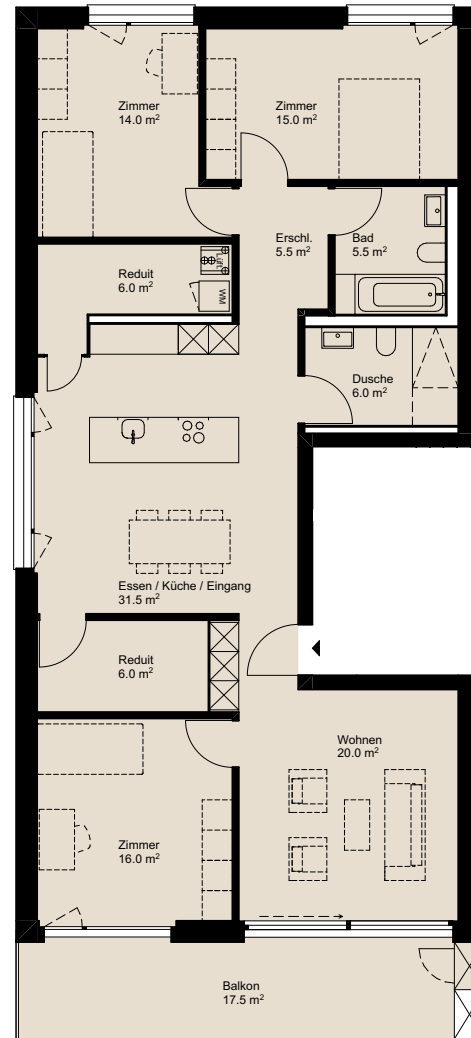 Zimmer
14.0 m²
Zimmer
15.0 m²
Erschl.
5.5 m²
Bad
5.5 m²
Reduit
6.0 m²
Lüft.
WM
Dusche
6.0 m²
Essen / Küche / Eingang
31.5 m²
Reduit
6.0 m²
Wohnen
20.0 m²
Zimmer
16.0 m²
Balkon
17.5 m²